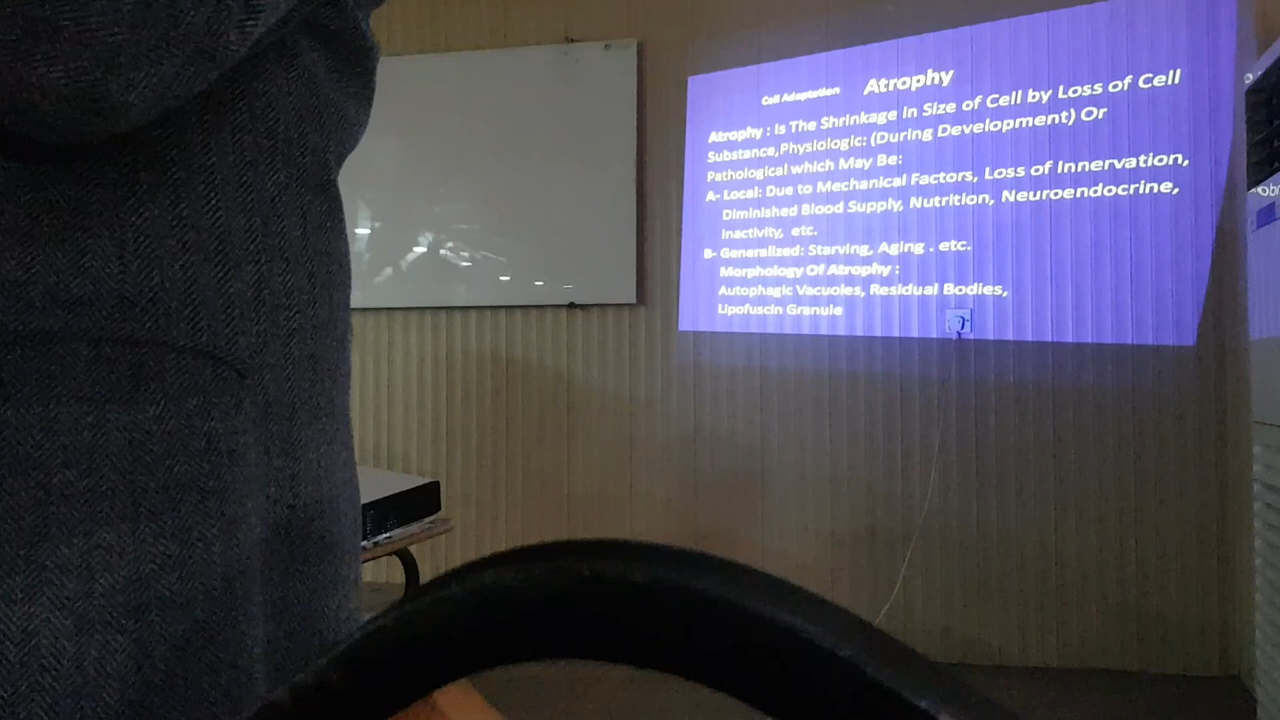 Cell Adaptation Atrophy
Atrophy : Is The Shrinkage In Size of Cell by Loss of Cell
Substance,Physiologic: (During Development) Or
Pathological which May Be:
A- Local: Due to Mechanical Factors, Loss of Innervation,
Diminished Blood Supply, Nutrition, Neuroendocrine,
Inactivity, etc.
B- Generalized: Starving, Aging . etc.
Morphology Of Atrophy :
Autophagic Vacuoles, Residual Bodies,
Lipofuscin Granule